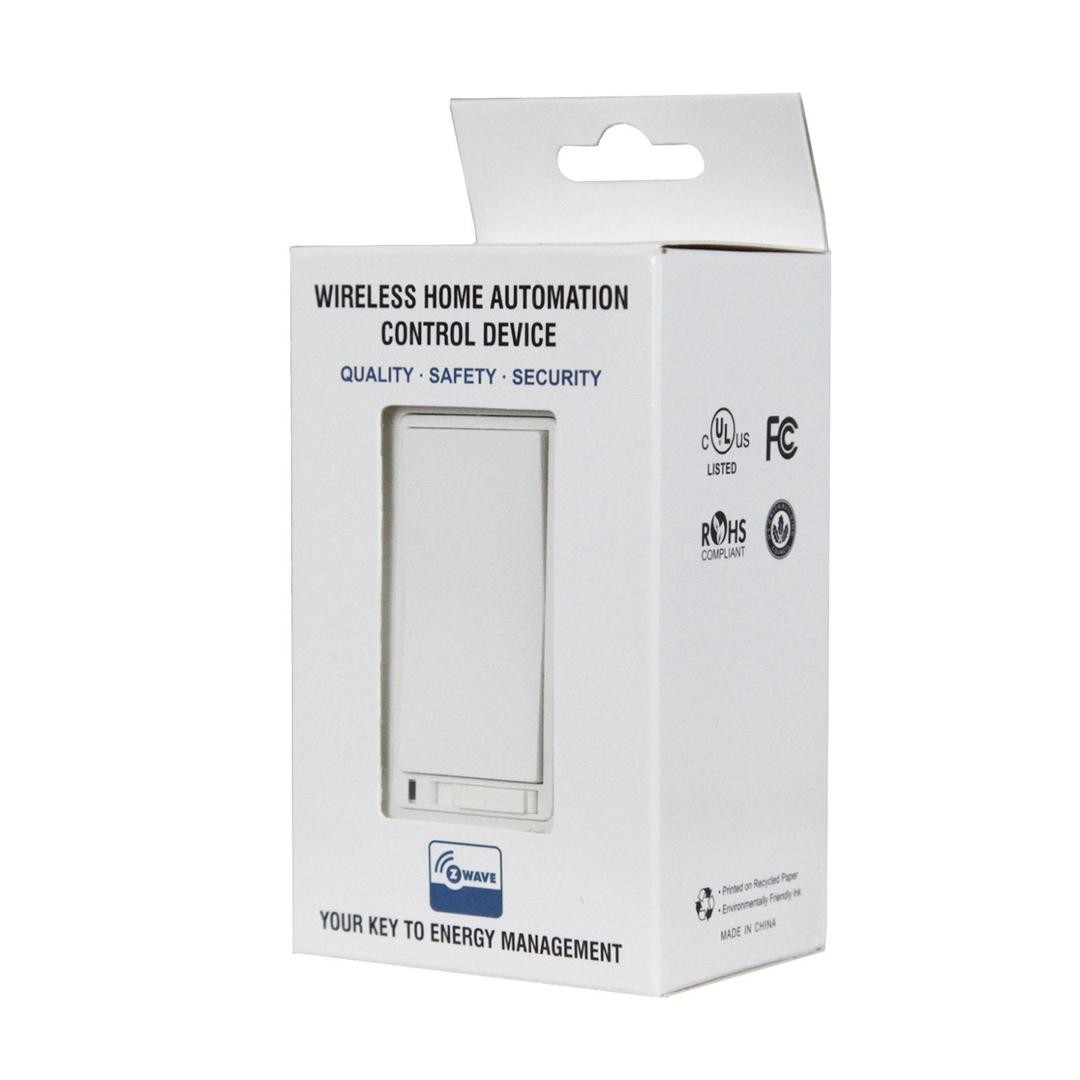 WIRELESS HOME AUTOMATION
CONTROL DEVICE
QUALITY · SAFETY · SECURITY
Z WAVE
YOUR KEY TO ENERGY MANAGEMENT
c UL us
LISTED
FC
ROHS
COMPLIANT
• Printed on Recycled Paper
• Environmentally Friendly Ink
MADE IN CHINA